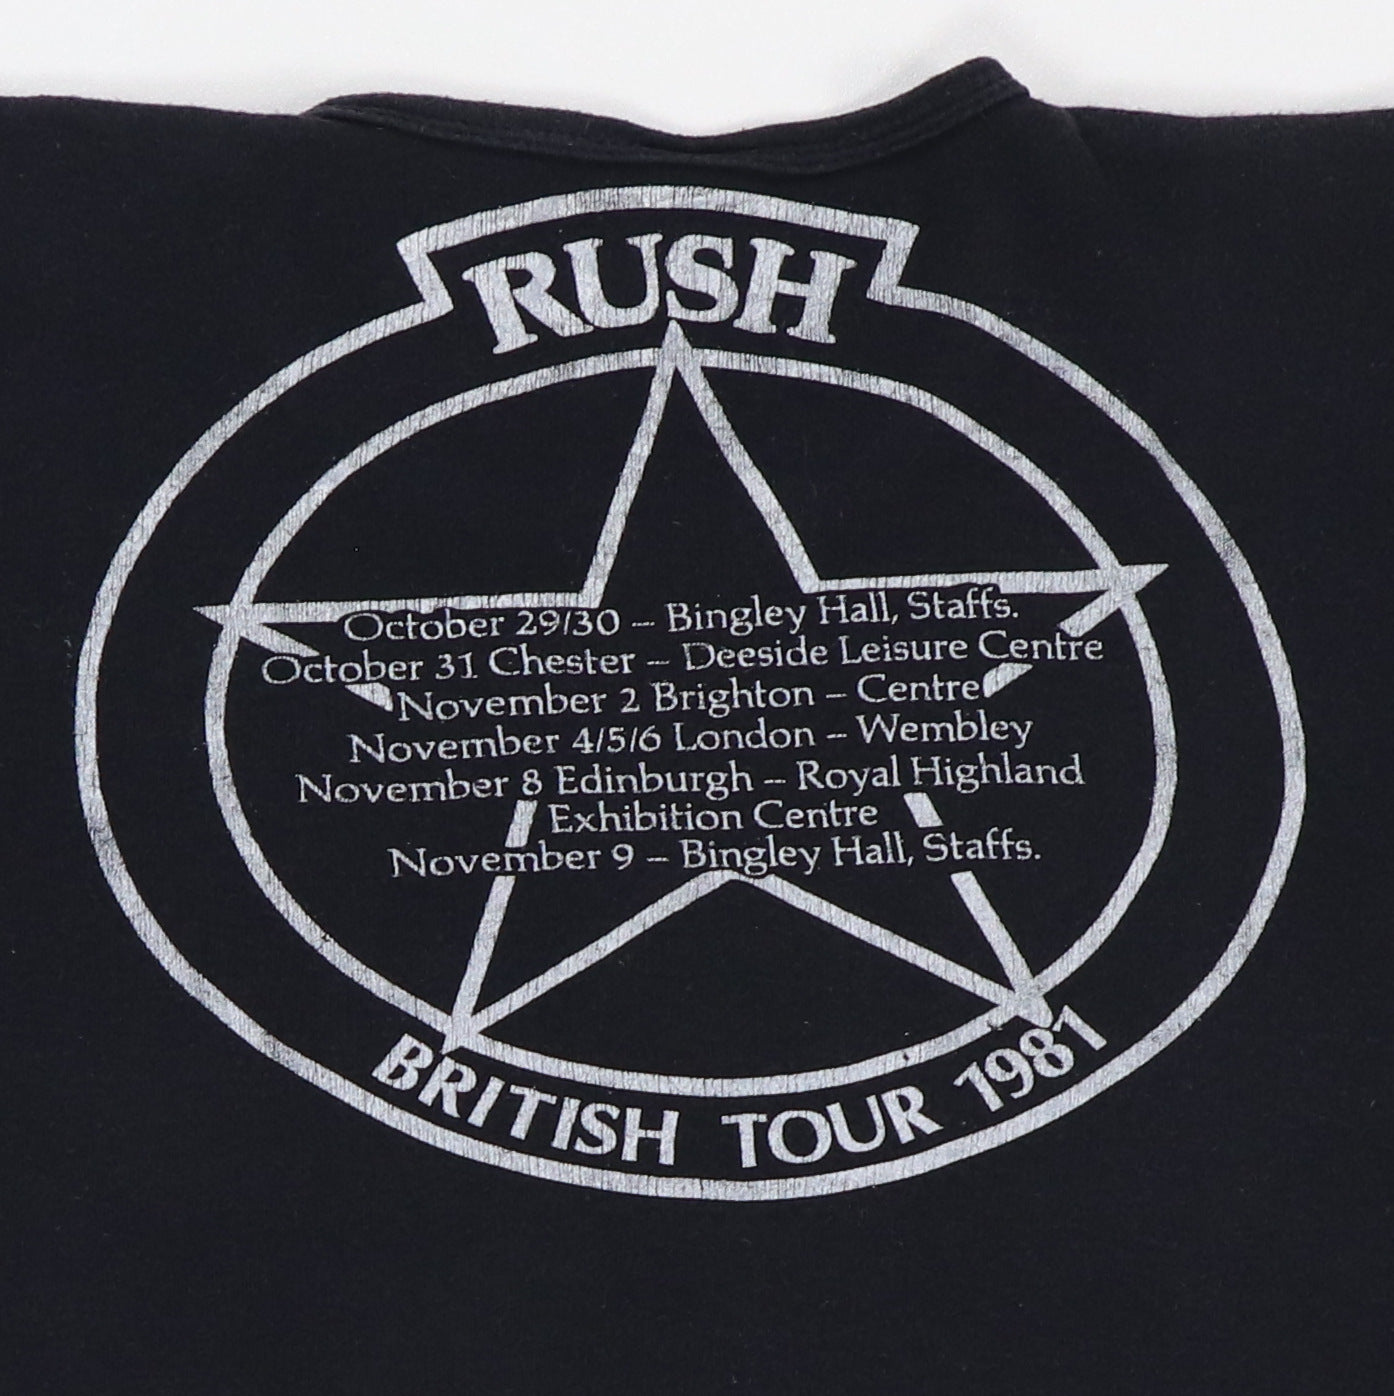 RUSH
October 29/30 – Bingley Hall, Staffs.
October 31 Chester – Deeside Leisure Centre
November 2 Brighton – Centre
November 4/5/6 London – Wembley
November 8 Edinburgh – Royal Highland
Exhibition Centre
November 9 – Bingley Hall, Staffs.
BRITISH TOUR 1981